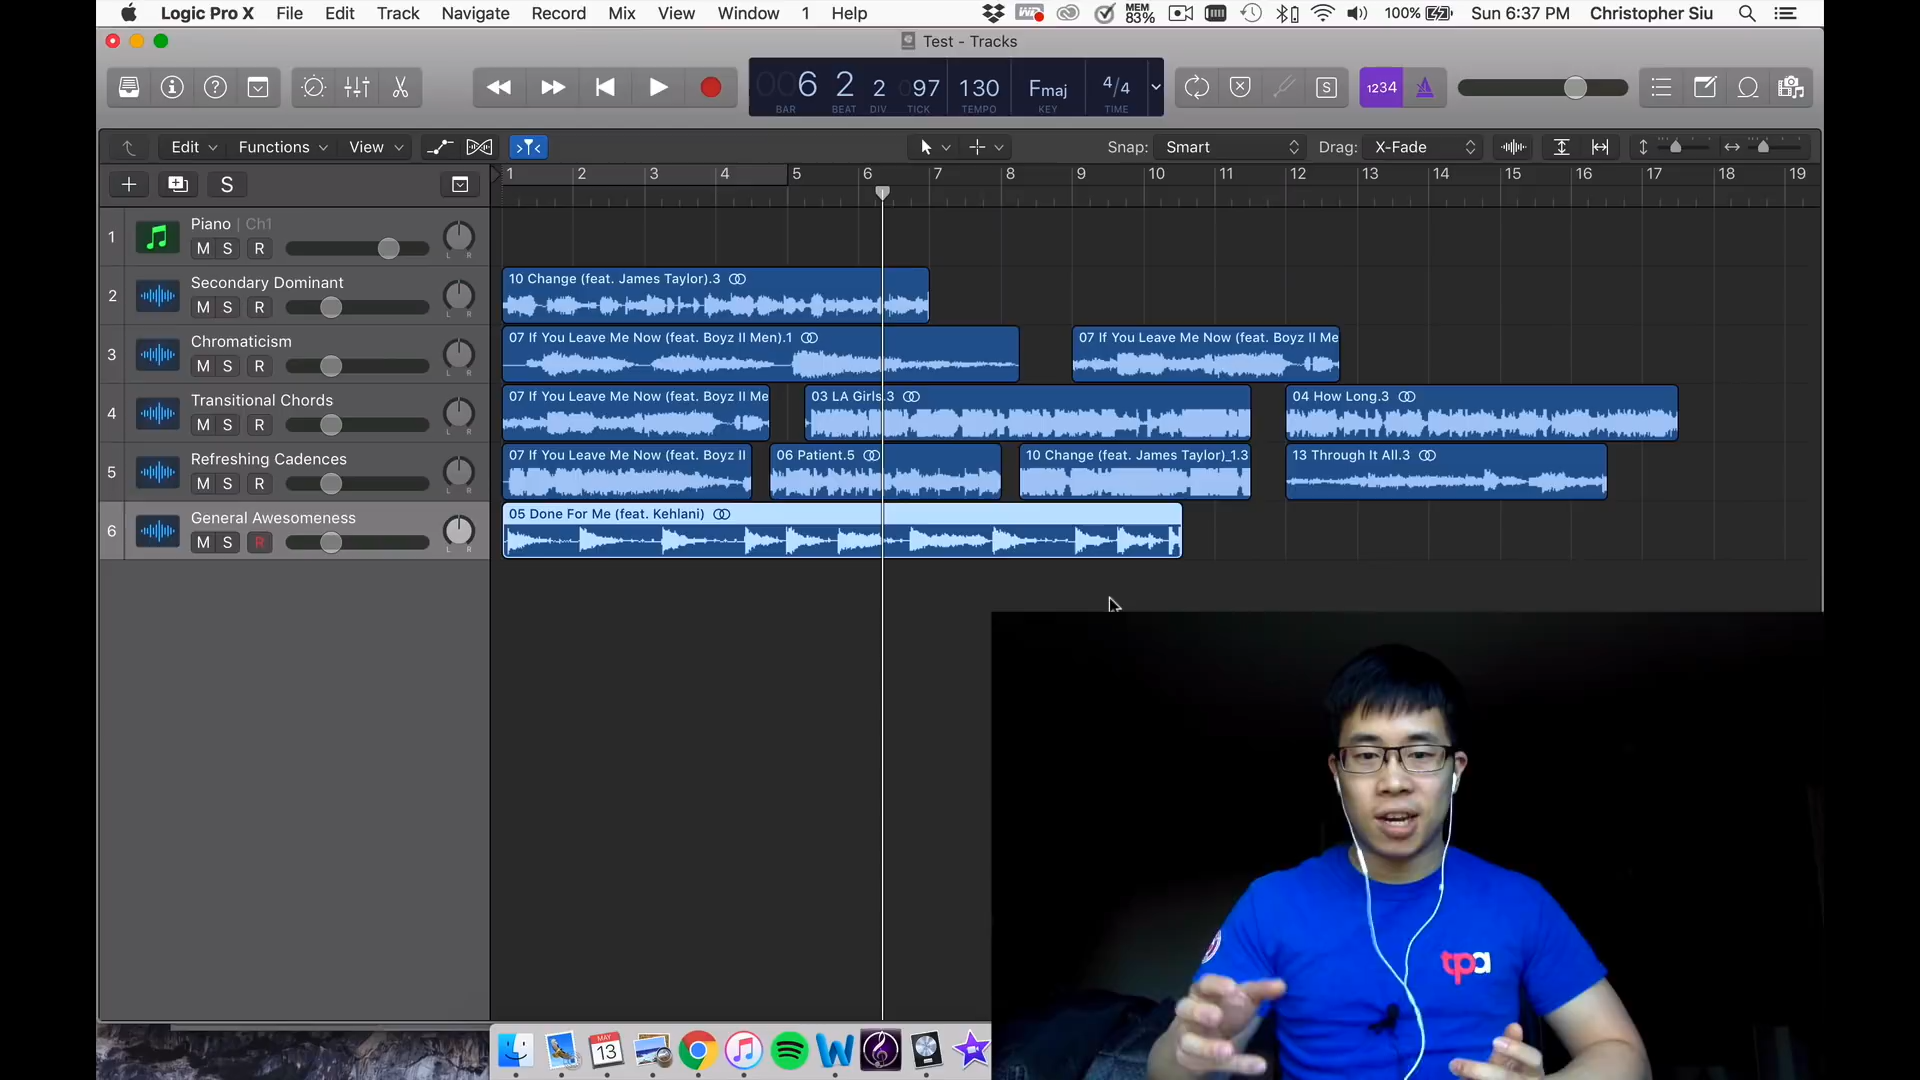 Logic Pro X File Edit Track Navigate Record Mix View Window 1 Help MEM 83% 100% Sun 6:37 PM Christopher Siu
Test - Tracks
006 2 2 097 130 Fmaj 4/4 1234
BAR BEAT DIV TICK TEMPO KEY TIME
S
Edit Functions View Snap: Smart Drag: X-Fade
S
1 2 3 4 5 6 7 8 9 10 11 12 13 14 15 16 17 18 19
1 Piano | Ch1
M S R L R
10 Change (feat. James Taylor).3
2 Secondary Dominant
M S R L R
07 If You Leave Me Now (feat. Boyz II Men).1 07 If You Leave Me Now (feat. Boyz II Me
3 Chromaticism
M S R L R
07 If You Leave Me Now (feat. Boyz II Me 03 LA Girls.3 04 How Long.3
4 Transitional Chords
M S R L R
07 If You Leave Me Now (feat. Boyz II 06 Patient.5 10 Change (feat. James Taylor)_1.3 13 Through It All.3
5 Refreshing Cadences
M S R L R
05 Done For Me (feat. Kehlani)
6 General Awesomeness
M S R L R
tpa
MAY
13
W